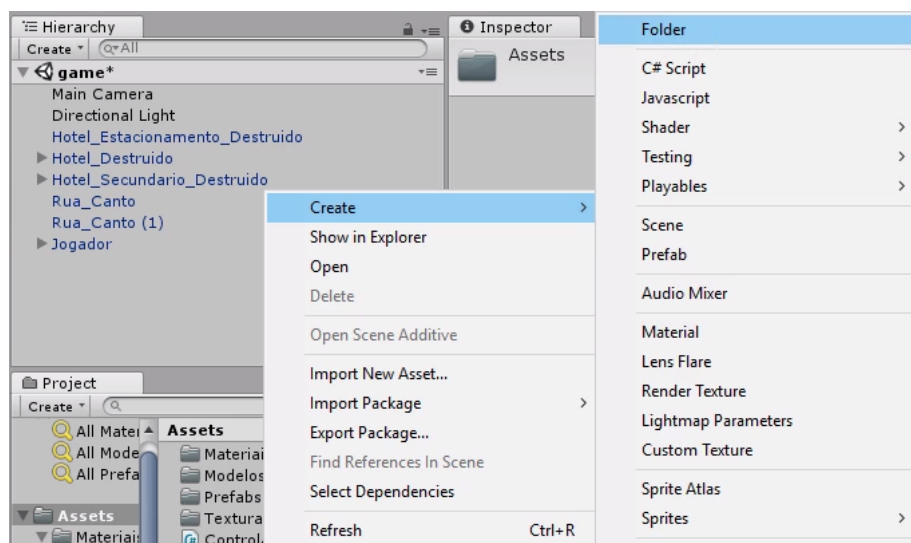 Hierarchy
Create
All
game*
Main Camera
Directional Light
Hotel_Estacionamento_Destruido
Hotel_Destruido
Hotel_Secundario_Destruido
Rua_Canto
Rua_Canto (1)
Jogador
Project
Create
All Mater
All Mode
All Prefa
Assets
Materiais
Assets
Materiai
Modelos
Prefabs
Textura
Control
Inspector
Assets
Create
Show in Explorer
Open
Delete
Open Scene Additive
Import New Asset...
Import Package
Export Package...
Find References In Scene
Select Dependencies
Refresh Ctrl+R
Folder
C# Script
Javascript
Shader
Testing
Playables
Scene
Prefab
Audio Mixer
Material
Lens Flare
Render Texture
Lightmap Parameters
Custom Texture
Sprite Atlas
Sprites